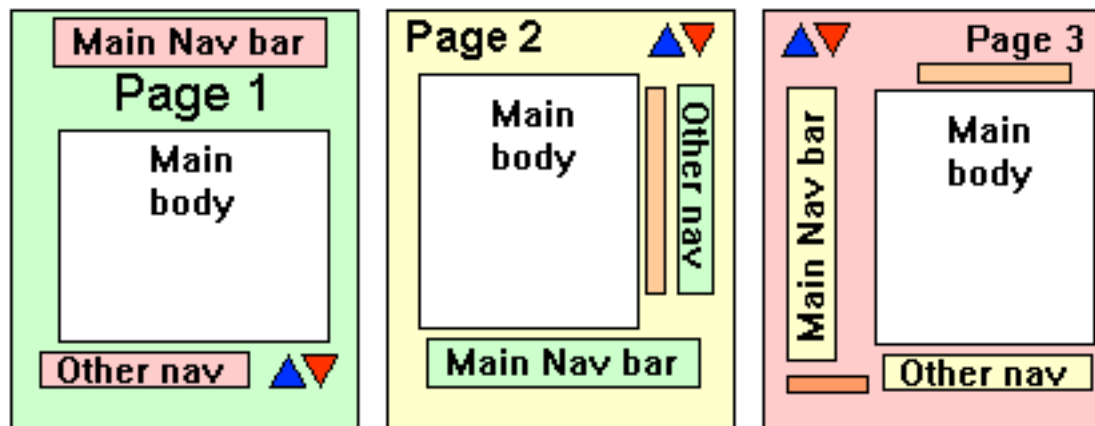 Main Nav bar
Page 1
Main
body
Other nav
Page 2
Main
body
Other nav
Main Nav bar
Page 3
Main Nav bar
Main
body
Other nav